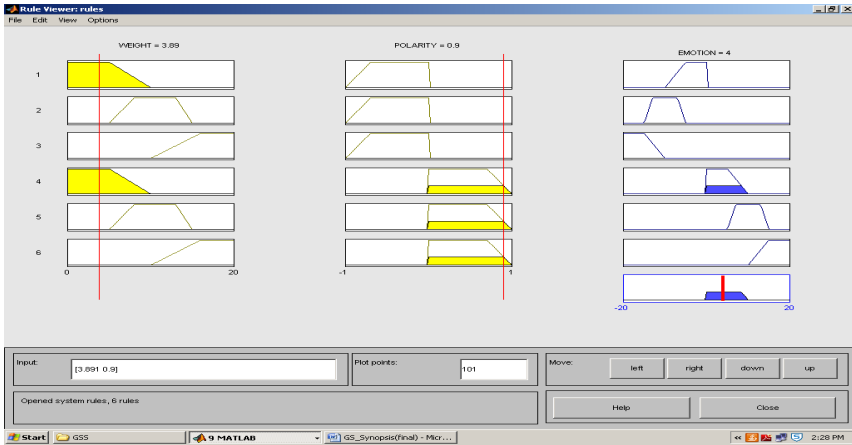 Rule Viewer: rules
File Edit View Options
WEIGHT = 3.89
POLARITY = 0.9
EMOTION = 4
1
2
3
4
5
6
0 20
-1 1
-20 20
Input:
[3.891 0.9]
Plot points:
101
Move:
left right down up
Opened system rules, 6 rules
Help Close
Start GSS 9 MATLAB GS_Synopsis(final) - Micr... 2:28 PM